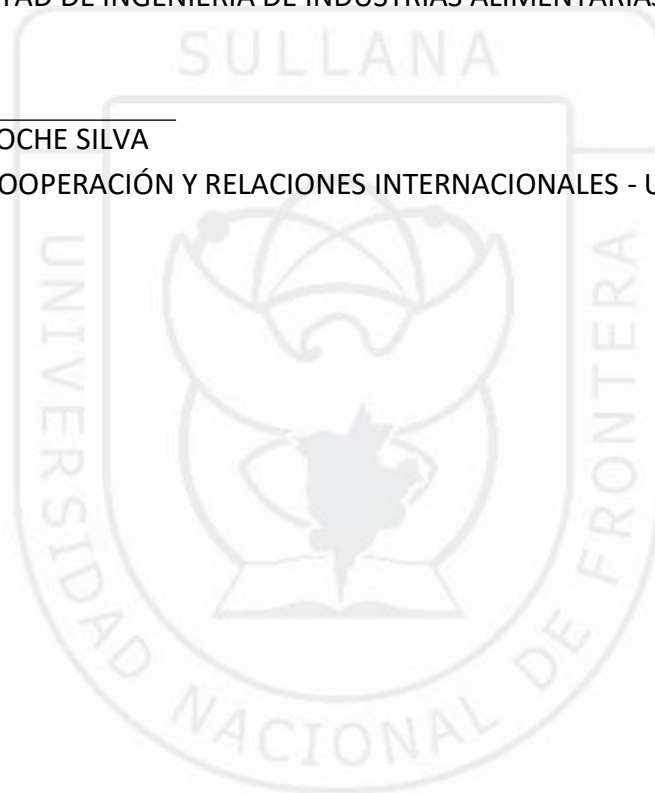 TAD DE INGENIERÍA DE INDUSTRIAS ALIMENTARIAS
SULLANA
OCHE SILVA
OOPERACIÓN Y RELACIONES INTERNACIONALES - U
UNIVERSIDAD NACIONAL DE FRONTERA